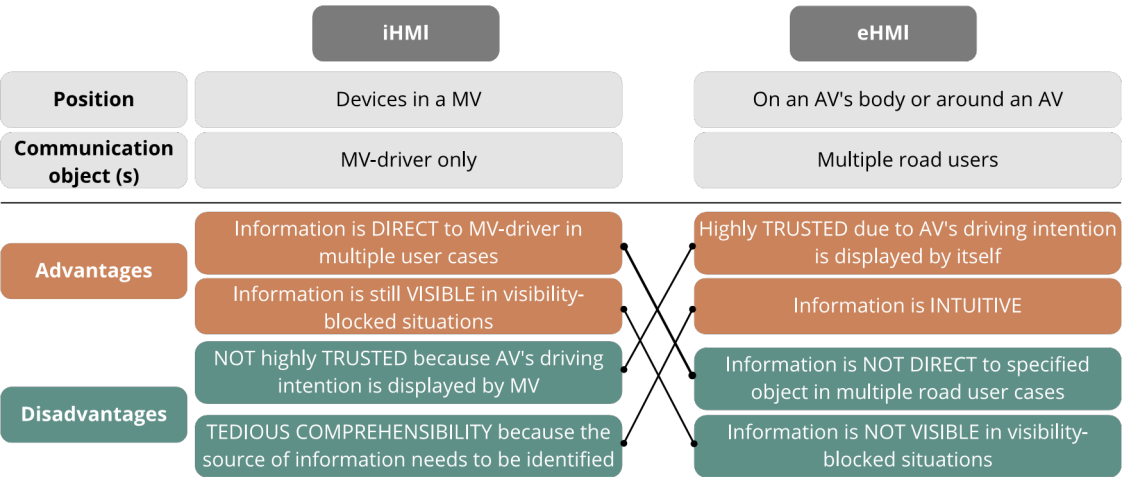 iHMI
eHMI
Position
Devices in a MV
On an AV's body or around an AV
Communication
object (s)
MV-driver only
Multiple road users
Advantages
Information is DIRECT to MV-driver in
multiple user cases
Highly TRUSTED due to AV's driving intention
is displayed by itself
Information is still VISIBLE in visibility-
blocked situations
Information is INTUITIVE
Disadvantages
NOT highly TRUSTED because AV's driving
intention is displayed by MV
Information is NOT DIRECT to specified
object in multiple road user cases
TEDIOUS COMPREHENSIBILITY because the
source of information needs to be identified
Information is NOT VISIBLE in visibility-
blocked situations